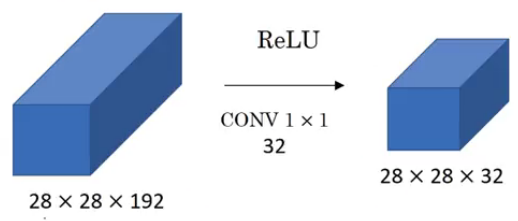 ReLU
CONV 1 × 1
32
28 × 28 × 192
28 × 28 × 32